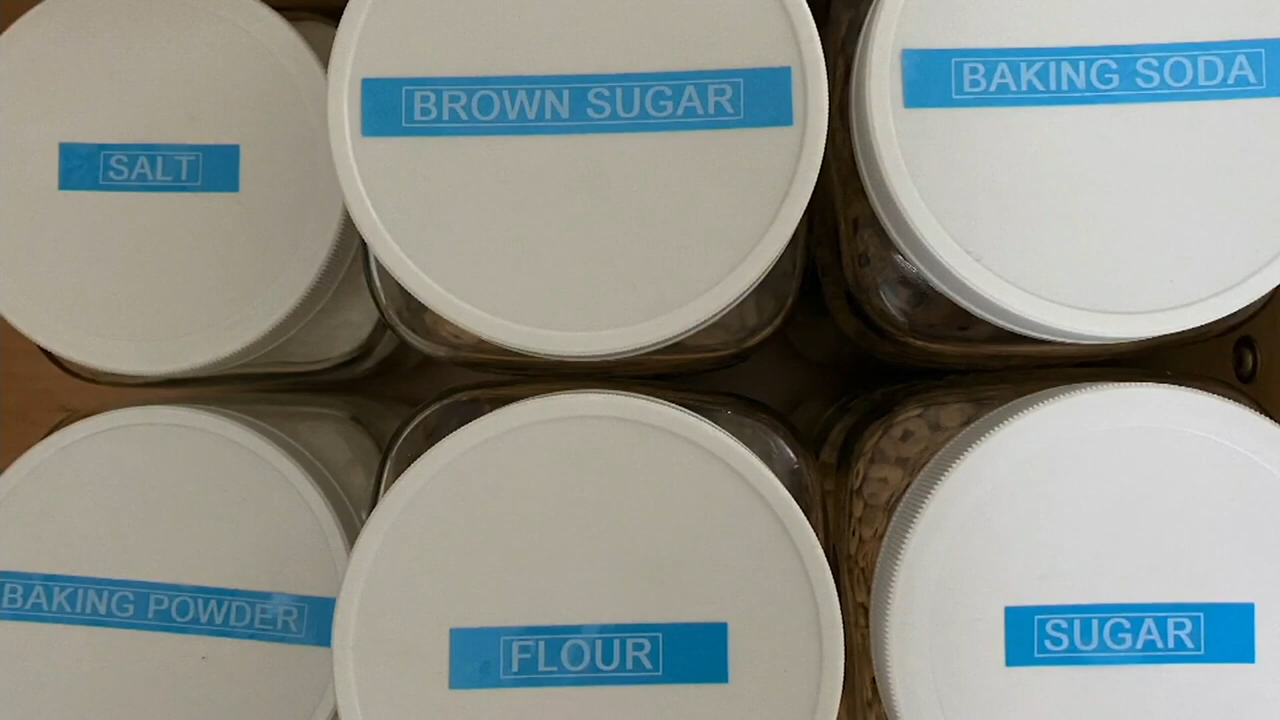 SALT
BROWN SUGAR
BAKING SODA
BAKING POWDER
FLOUR
SUGAR